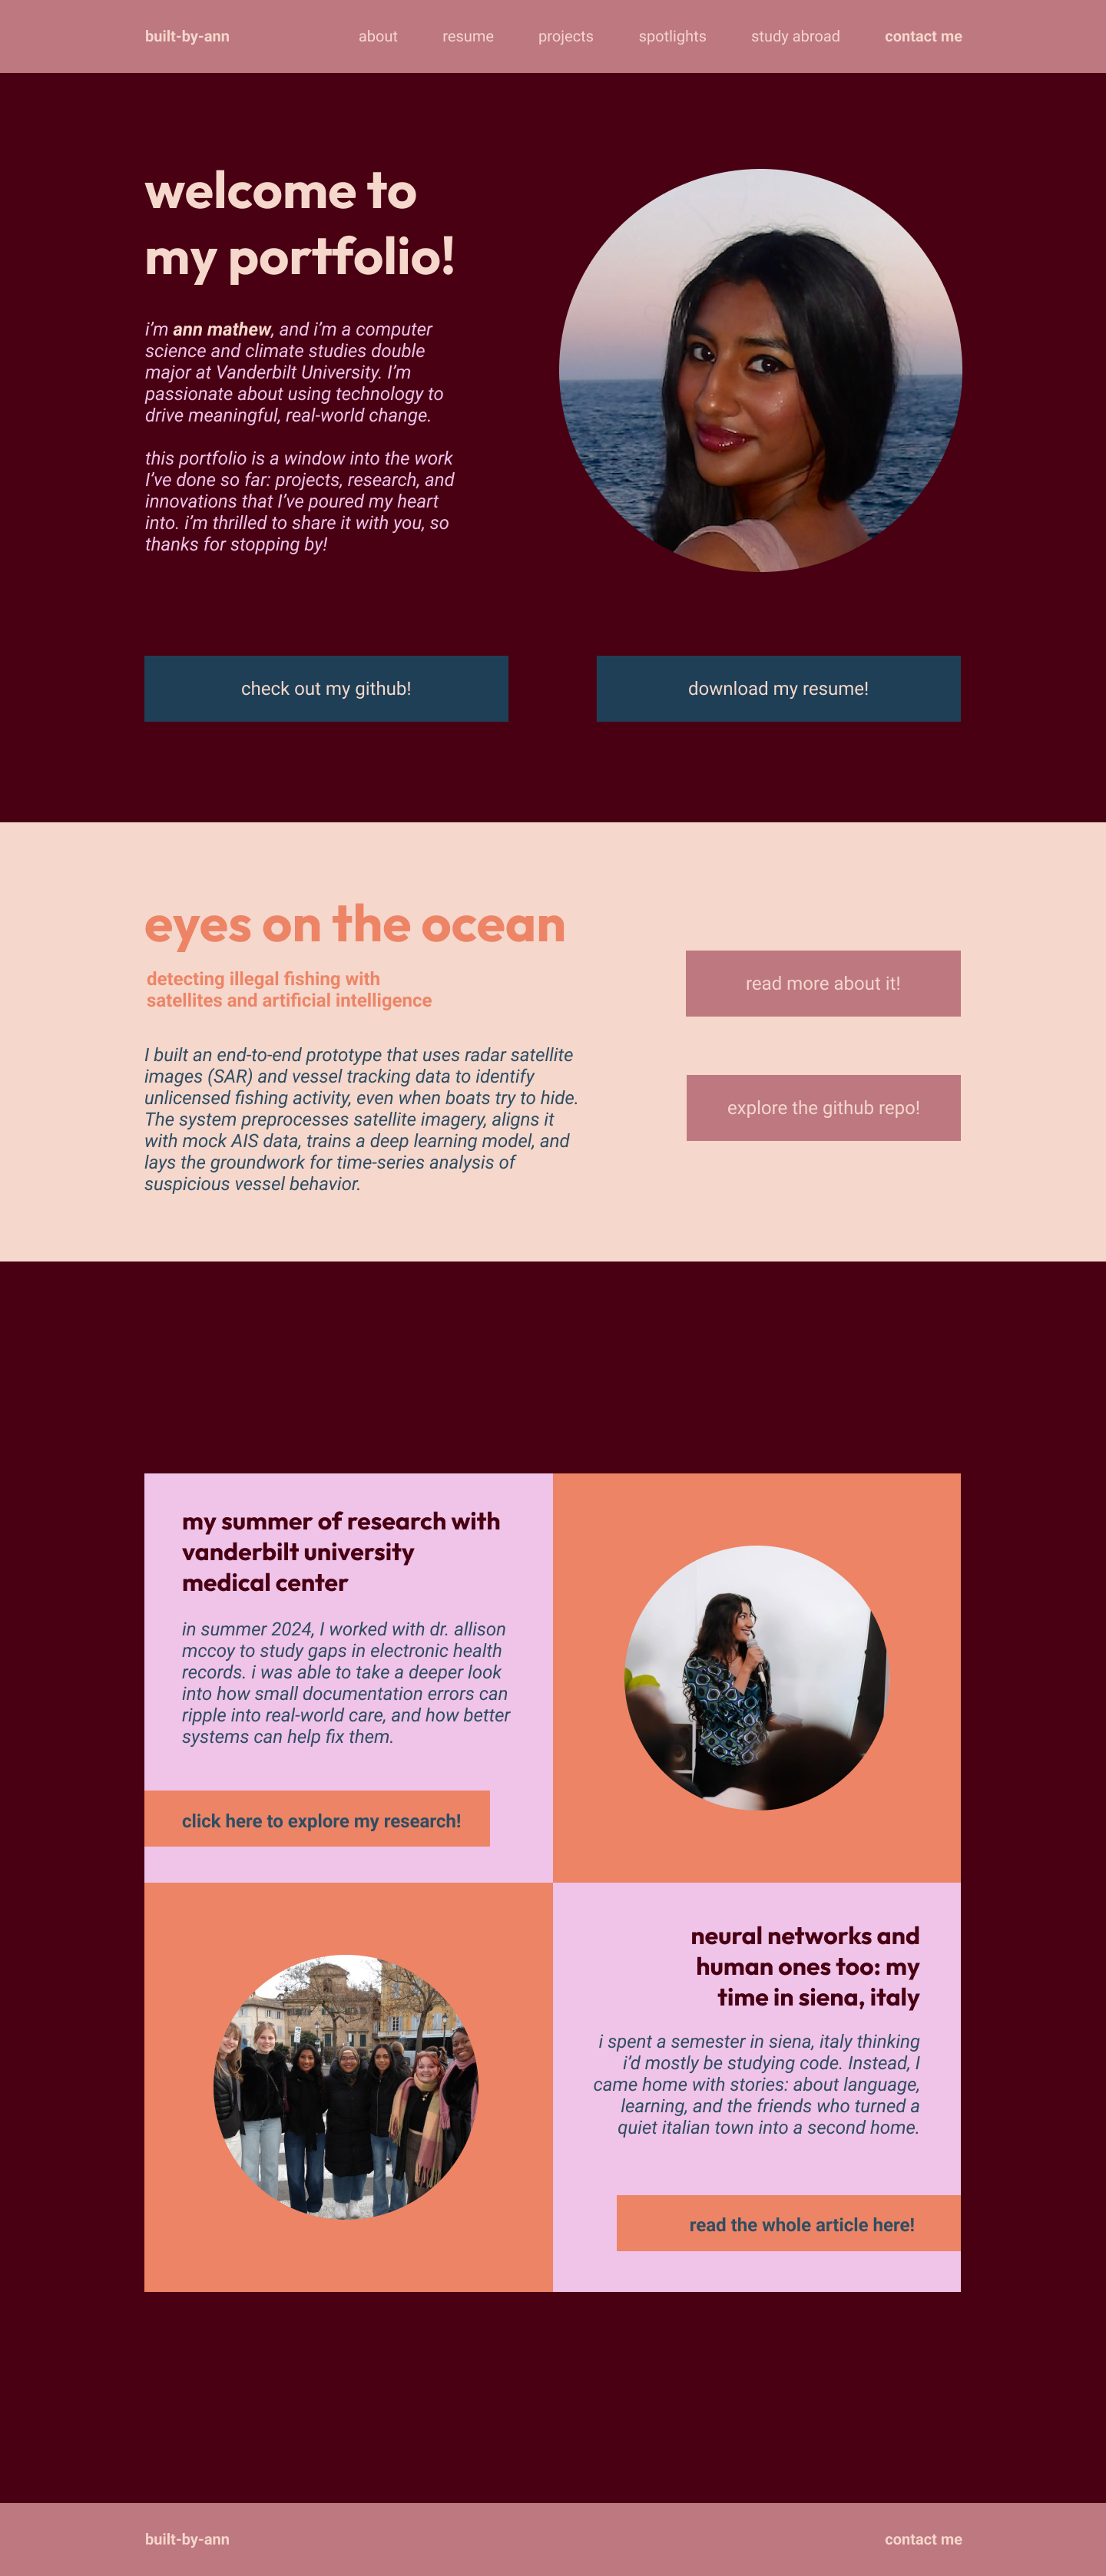 built-by-ann about resume projects spotlights study abroad contact me
welcome to
my portfolio!
i’m ann mathew, and i’m a computer
science and climate studies double
major at Vanderbilt University. I’m
passionate about using technology to
drive meaningful, real-world change.
this portfolio is a window into the work
I’ve done so far: projects, research, and
innovations that I’ve poured my heart
into. i’m thrilled to share it with you, so
thanks for stopping by!
check out my github! download my resume!
eyes on the ocean
detecting illegal fishing with
satellites and artificial intelligence
I built an end-to-end prototype that uses radar satellite
images (SAR) and vessel tracking data to identify
unlicensed fishing activity, even when boats try to hide.
The system preprocesses satellite imagery, aligns it
with mock AIS data, trains a deep learning model, and
lays the groundwork for time-series analysis of
suspicious vessel behavior.
read more about it!
explore the github repo!
my summer of research with
vanderbilt university
medical center
in summer 2024, I worked with dr. allison
mccoy to study gaps in electronic health
records. i was able to take a deeper look
into how small documentation errors can
ripple into real-world care, and how better
systems can help fix them.
click here to explore my research!
neural networks and
human ones too: my
time in siena, italy
i spent a semester in siena, italy thinking
i’d mostly be studying code. Instead, I
came home with stories: about language,
learning, and the friends who turned a
quiet italian town into a second home.
read the whole article here!
built-by-ann contact me